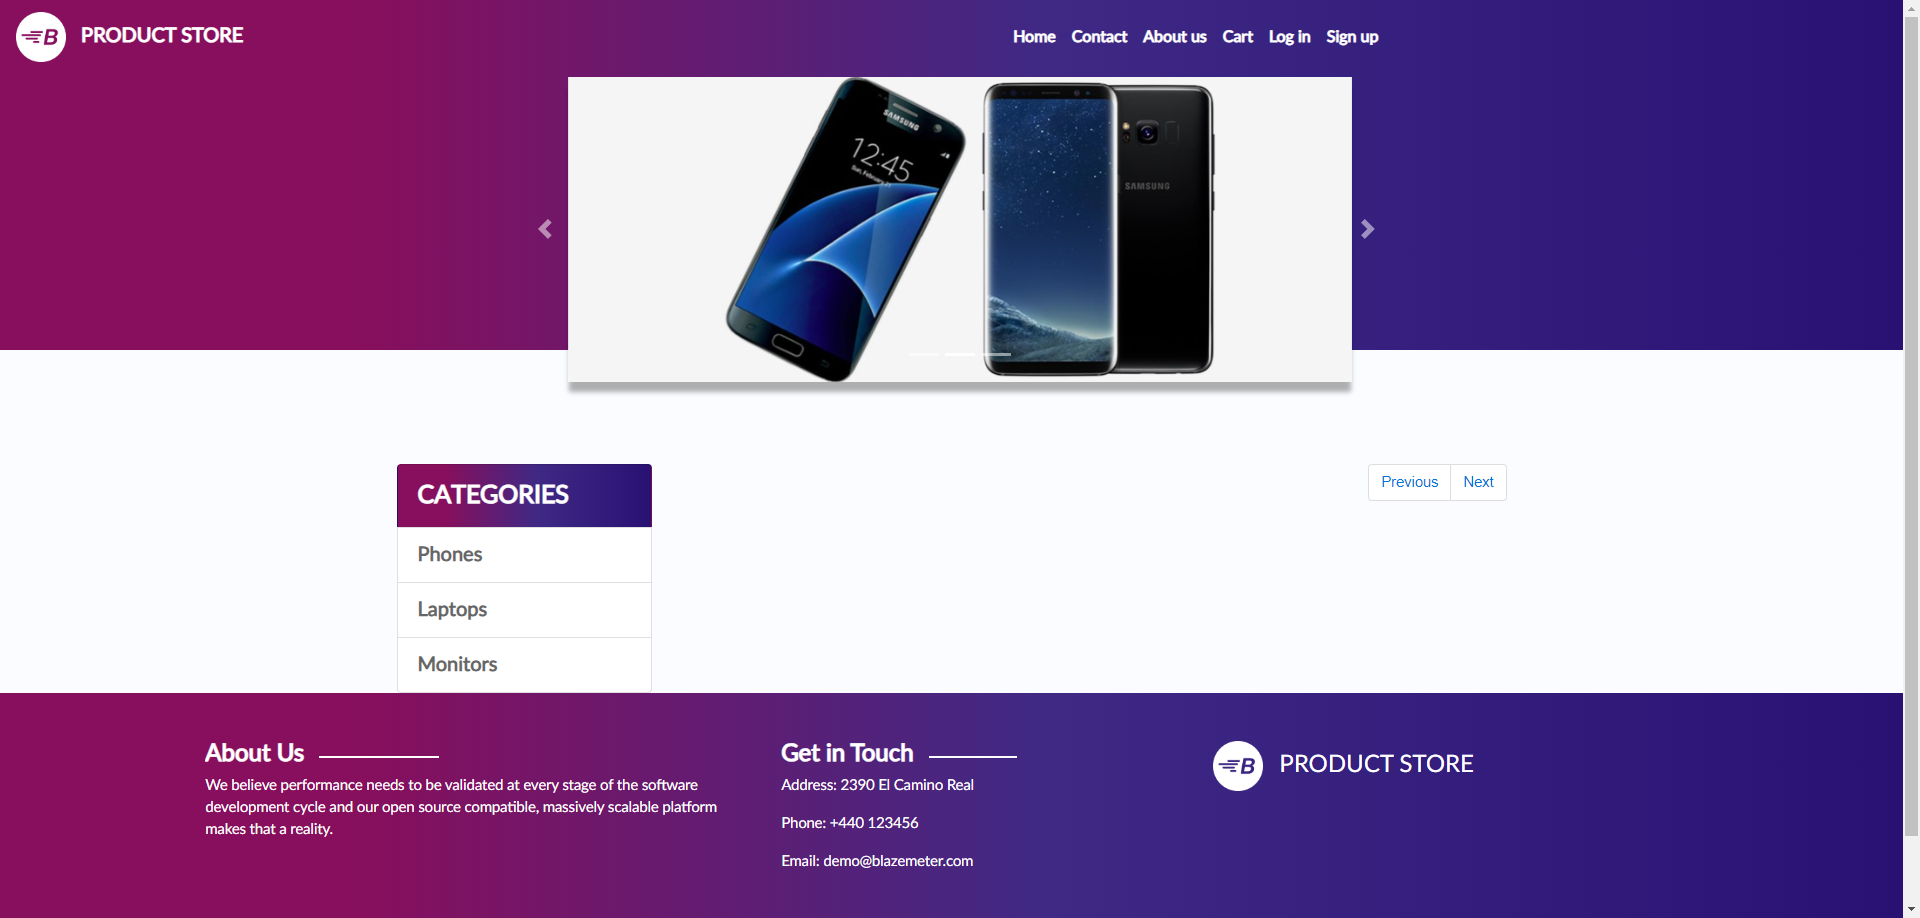 B PRODUCT STORE
Home Contact About us Cart Log in Sign up
SAMSUNG
12:45
Sun, February 21
SAMSUNG
CATEGORIES
Phones
Laptops
Monitors
Previous Next
About Us
We believe performance needs to be validated at every stage of the software
development cycle and our open source compatible, massively scalable platform
makes that a reality.
Get in Touch
Address: 2390 El Camino Real
Phone: +440 123456
Email: demo@blazemeter.com
B PRODUCT STORE